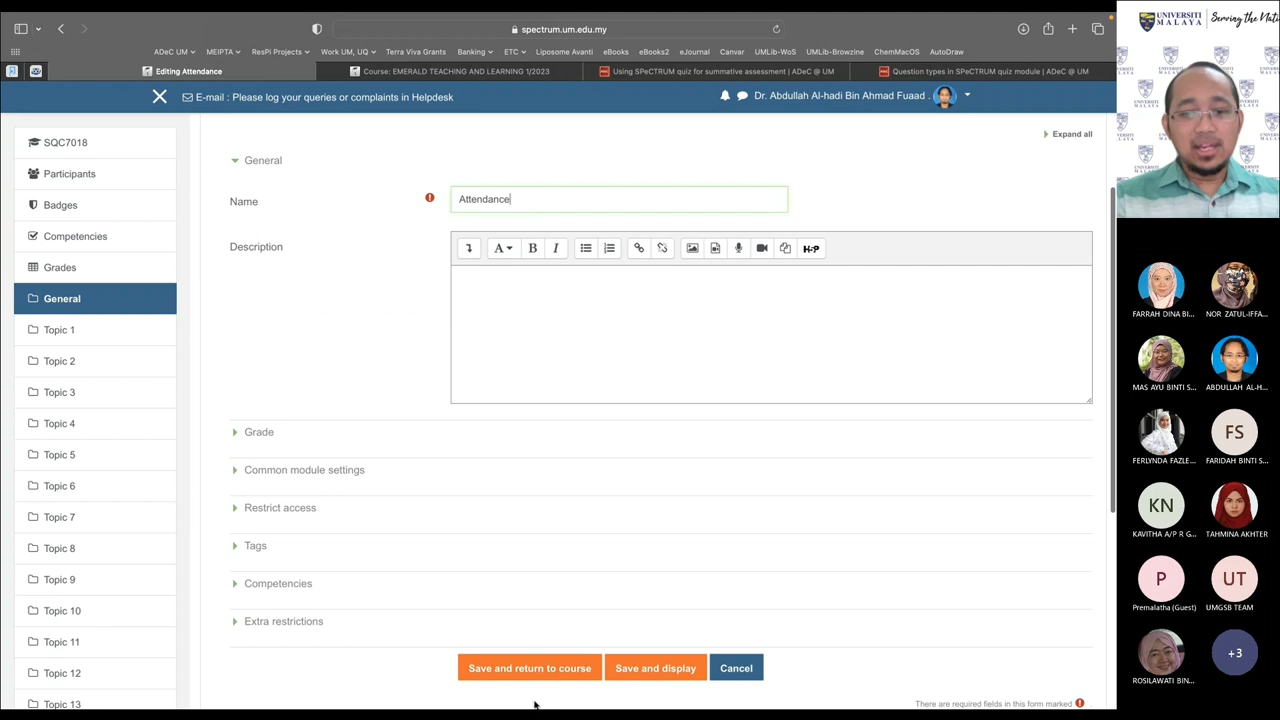 spectrum.um.edu.my
ADeC UM MEIPTA ResPi Projects Work UM, UQ Terra Viva Grants Banking ETC Liposome Avanti eBooks eBooks2 eJournal Canvar UMLib-WoS UMLib-Browzine ChemMacOS AutoDraw
Editing Attendance
Course: EMERALD TEACHING AND LEARNING 1/2023
Using SPeCTRUM quiz for summative assessment | ADeC @ UM
Question types in SPeCTRUM quiz module | ADeC @ UM
E-mail : Please log your queries or complaints in Helpdesk
Dr. Abdullah Al-hadi Bin Ahmad Fuaad .
SQC7018
Participants
Badges
Competencies
Grades
General
Topic 1
Topic 2
Topic 3
Topic 4
Topic 5
Topic 6
Topic 7
Topic 8
Topic 9
Topic 10
Topic 11
Topic 12
Topic 13
Expand all
General
Name
Attendance
Description
A B I H-P
Grade
Common module settings
Restrict access
Tags
Competencies
Extra restrictions
Save and return to course
Save and display
Cancel
There are required fields in this form marked
UNIVERSITI
MALAYA
Serving the Nati
FARRAH DINA BI...
NOR ZATUL-IFFA...
MAS AYU BINTI S...
ABDULLAH AL-H...
FERLYNDA FAZLE...
FS
FARIDAH BINTI S...
KN
KAVITHA A/P R G...
TAHMINA AKHTER
P
Premalatha (Guest)
UT
UMGSB TEAM
ROSILAWATI BIN...
+3